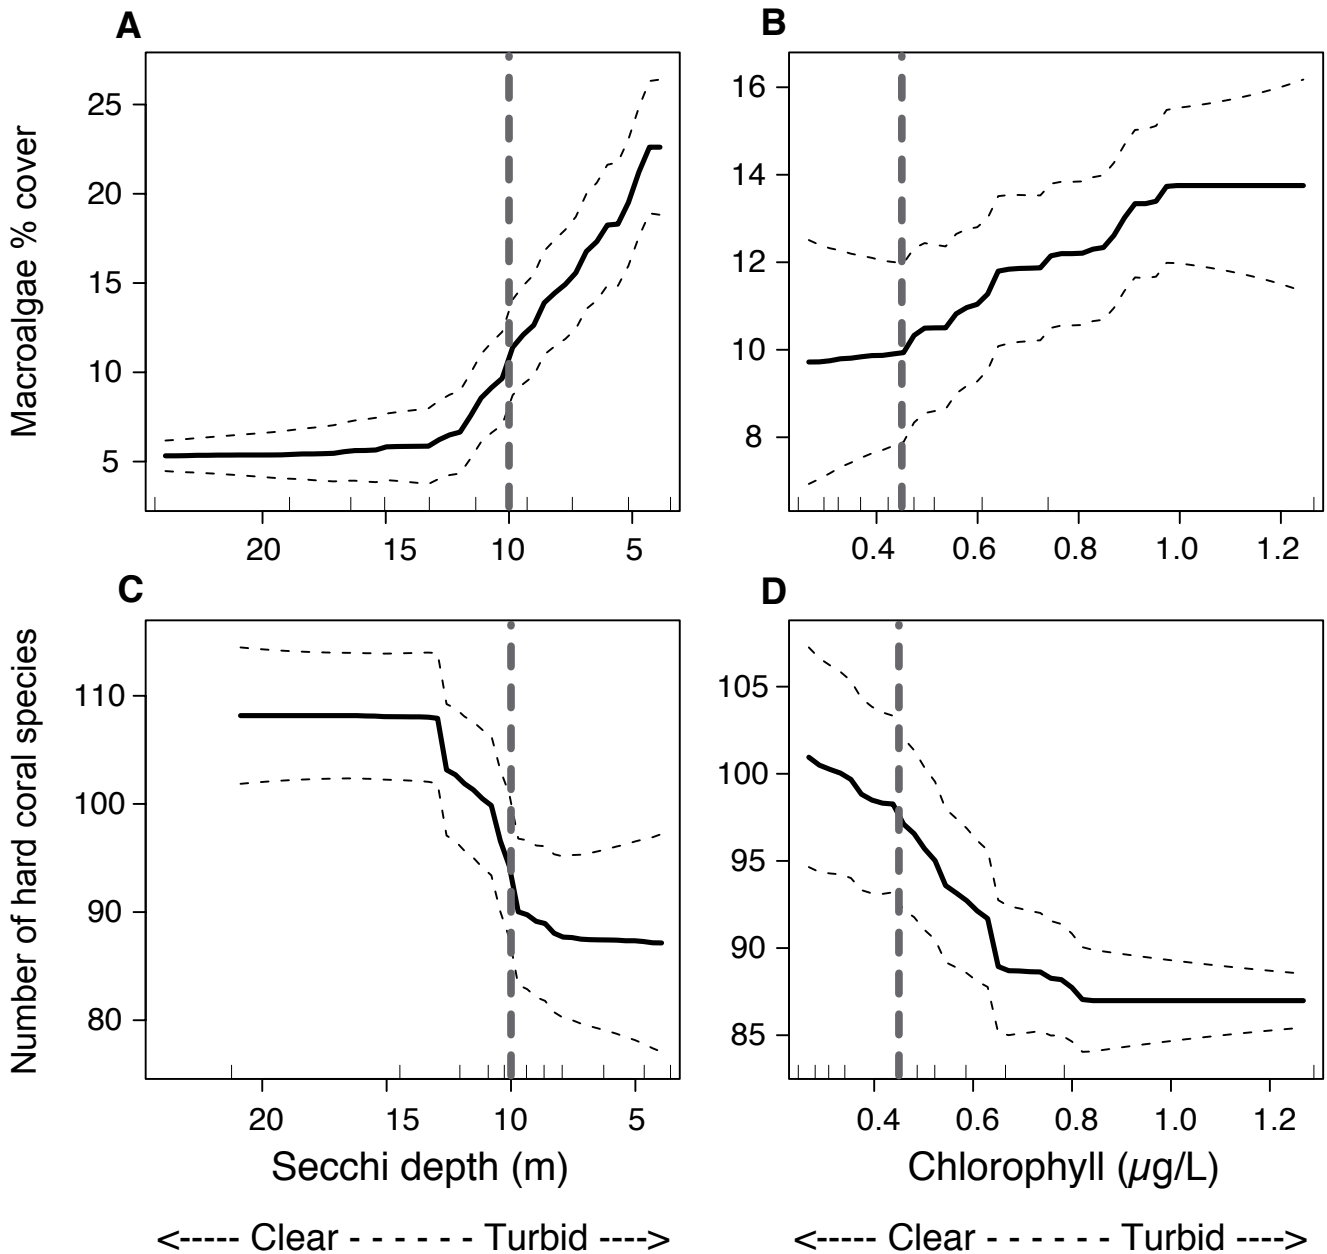 A
B
Macroalgae % cover
25
20
15
10
5
16
14
12
10
8
20 15 10 5
0.4 0.6 0.8 1.0 1.2
C
D
Number of hard coral species
110
100
90
80
105
100
95
90
85
20 15 10 5
0.4 0.6 0.8 1.0 1.2
Secchi depth (m)
Chlorophyll (µg/L)
<----- Clear - - - - - - Turbid ---->
<----- Clear - - - - - - Turbid ---->